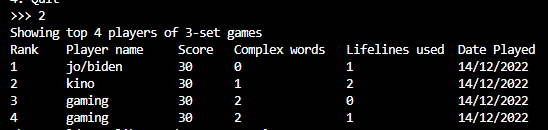 4. Quit
>>> 2
Showing top 4 players of 3-set games
Rank Player name Score Complex words Lifelines used Date Played
1 jo/biden 30 0 1 14/12/2022
2 kino 30 1 2 14/12/2022
3 gaming 30 2 0 14/12/2022
4 gaming 30 2 1 14/12/2022